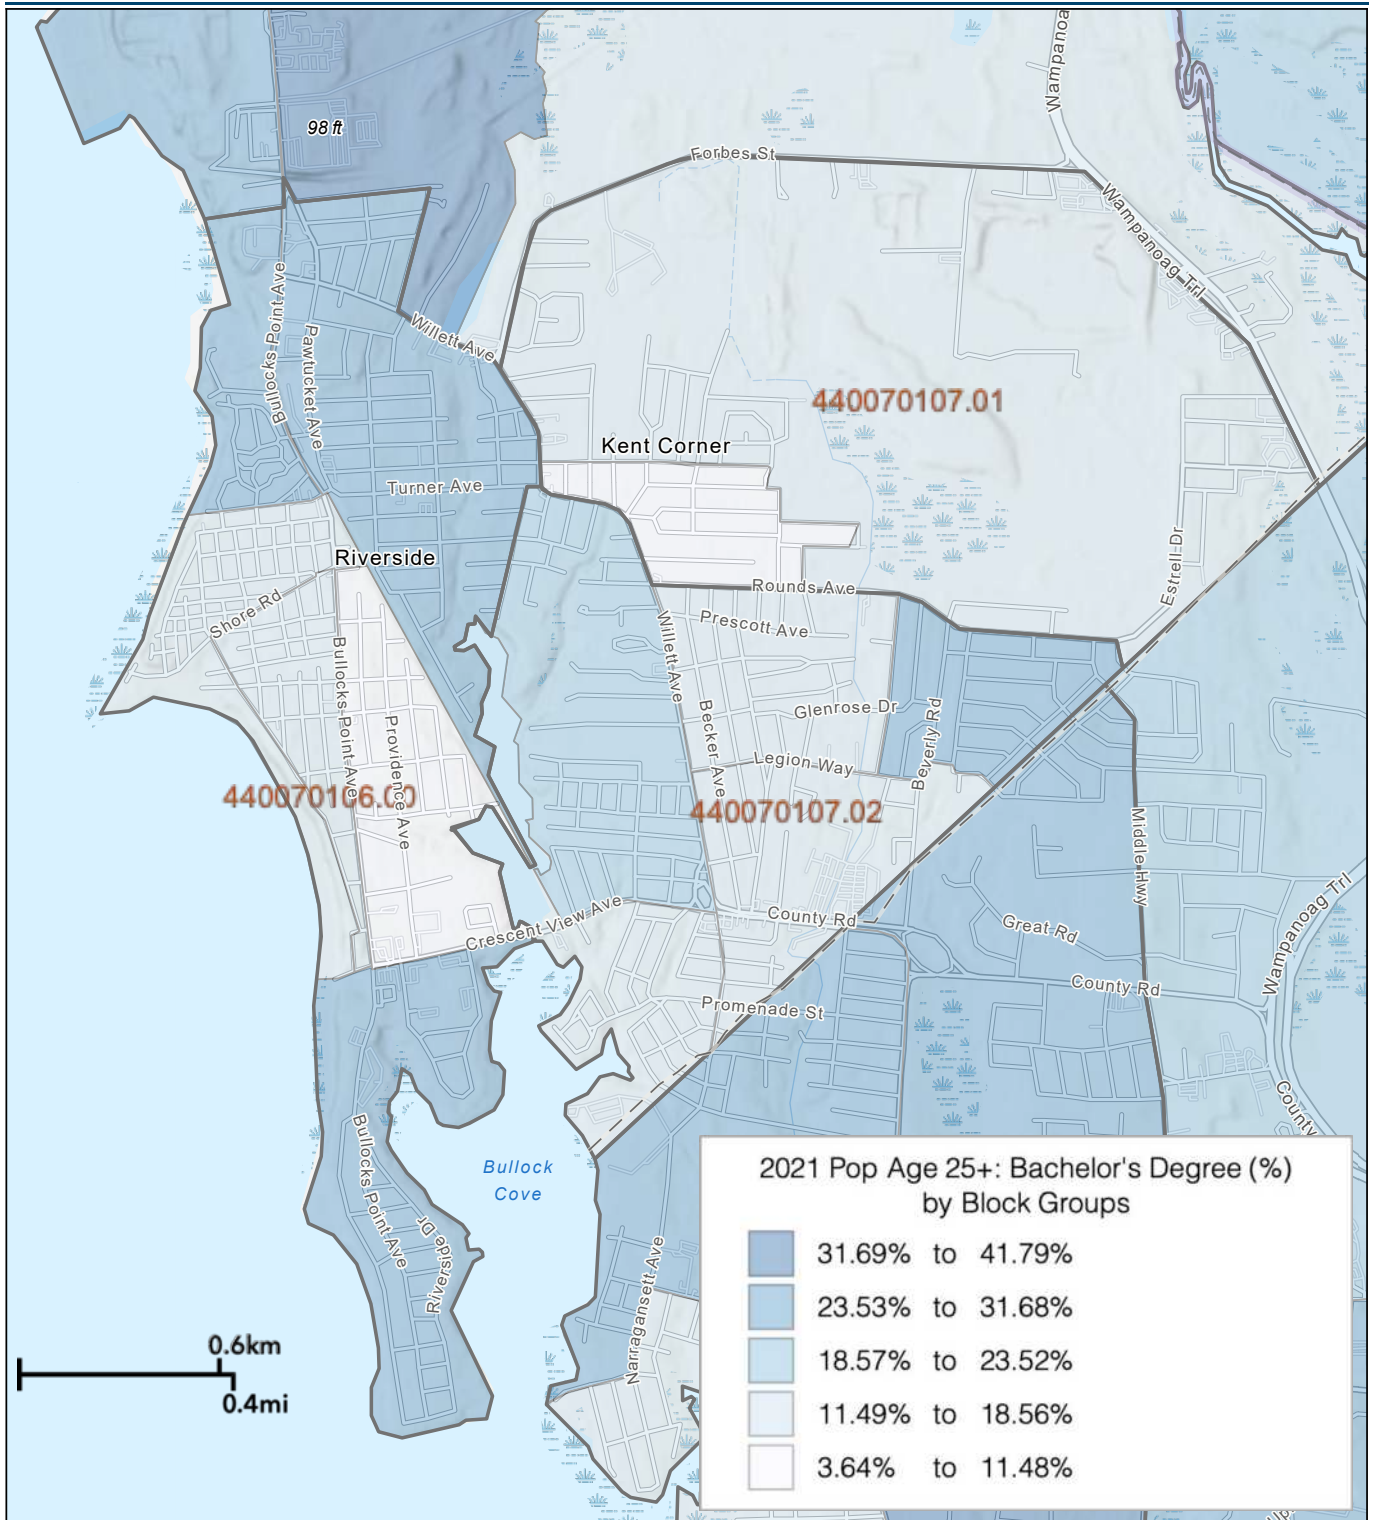 Wampanoa
98 ft
Forbes St
Wampanoag Trl
Bullocks Point Ave
Pawtucket Ave
Willett Ave
440070107.01
Kent Corner
Turner Ave
Riverside
Estrell Dr
Rounds Ave
Shore Rd
Prescott Ave
Willett Ave
Bullocks Point Ave
Providence Ave
Becker Ave
Glenrose Dr
Beverly Rd
Legion Way
440070106.00
440070107.02
Middle Hwy
Wampanoag Trl
Crescent View Ave
County Rd
Great Rd
County Rd
Promenade St
County
Bullock
Cove
Bullocks Point Ave
Riverside Dr
Narragansett Ave
2021 Pop Age 25+: Bachelor's Degree (%)
by Block Groups
31.69% to 41.79%
23.53% to 31.68%
18.57% to 23.52%
11.49% to 18.56%
3.64% to 11.48%
0.6km
0.4mi